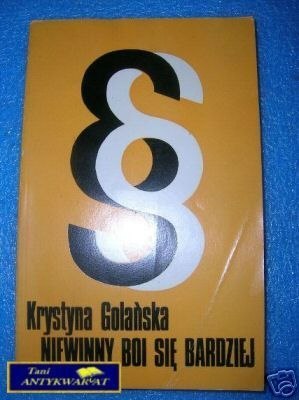 §§
Krystyna Golańska
NIEWINNY BOI SIĘ BARDZIEJ
Tani
ANTYKWARIAT